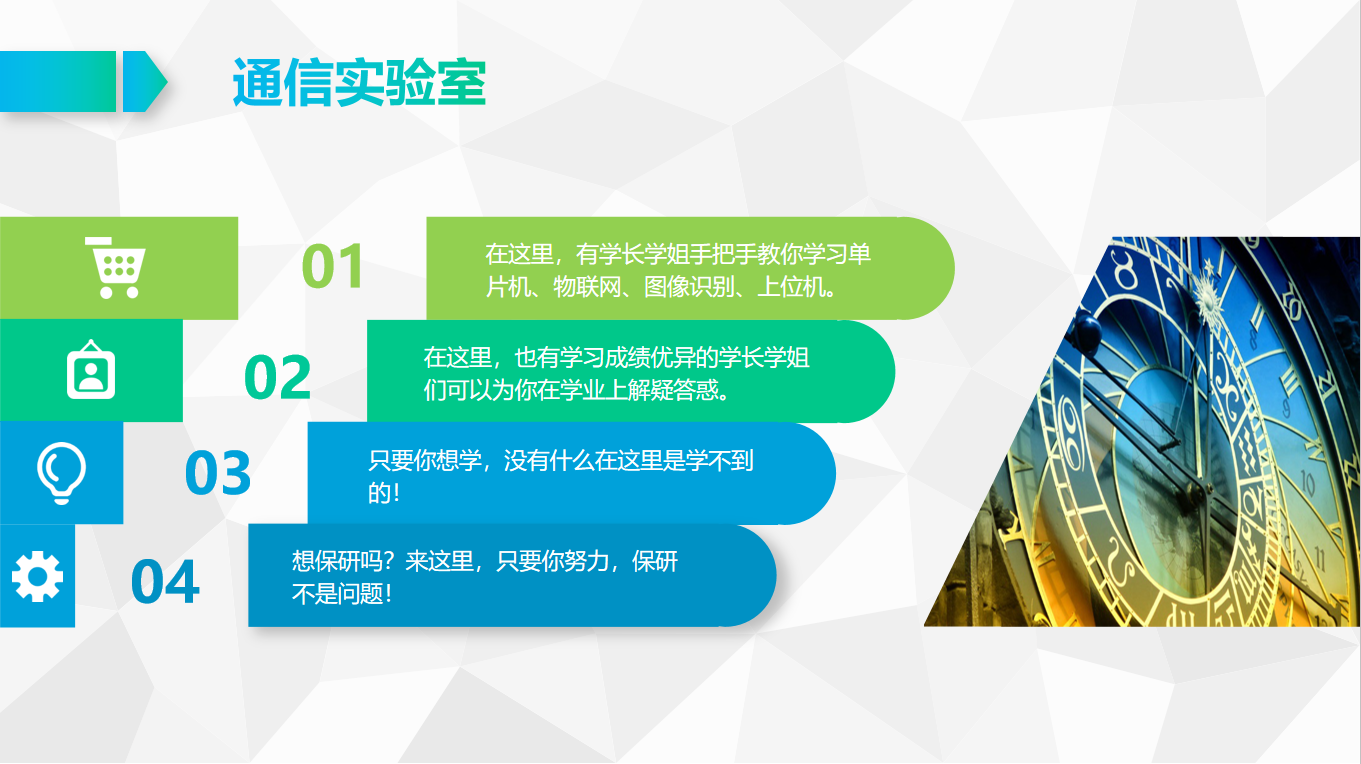 通信实验室
01
在这里，有学长学姐手把手教你学习单
片机、物联网、图像识别、上位机。
02
在这里，也有学习成绩优异的学长学姐
们可以为你在学业上解疑答惑。
03
只要你想学，没有什么在这里是学不到
的！
04
想保研吗？来这里，只要你努力，保研
不是问题！